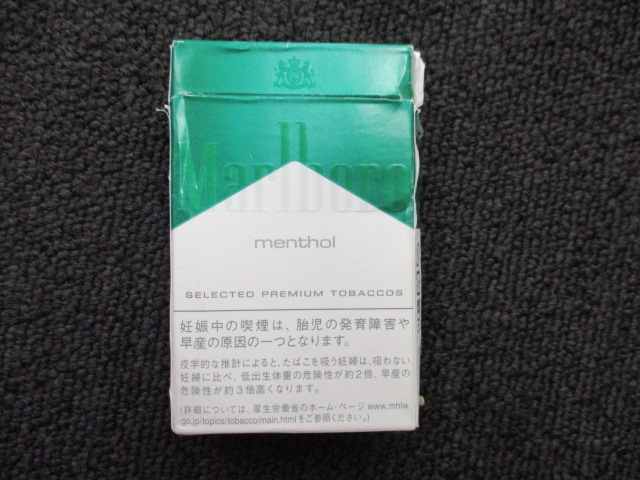 Marlboro
menthol
SELECTED PREMIUM TOBACCOS
妊娠中の喫煙は、胎児の発育障害や
早産の原因の一つとなります。
疫学的な推計によると、たばこを吸う妊婦は、吸わない
妊婦に比べ、低出生体重の危険性が約2倍、早産の
危険性が約3倍高くなります。
(詳細については、厚生労働省のホーム・ページ www.mhlw.
go.jp/topics/tobacco/main.html をご参照ください。)